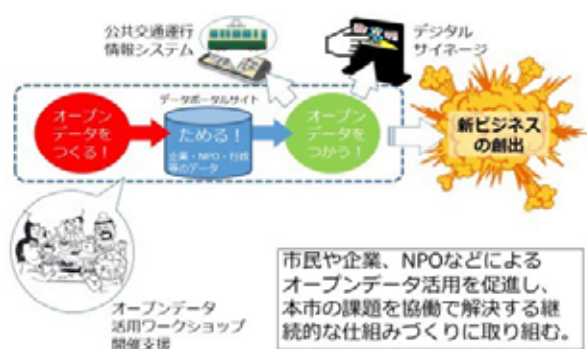 公共交通運行
情報システム
デジタル
サイネージ
データポータルサイト
オープン
データを
つくる！
ためる！
企業・NPO・行政
等のデータ
オープン
データを
つかう！
新ビジネス
の創出
オープンデータ
活用ワークショップ
開催支援
市民や企業、NPOなどによる
オープンデータ活用を促進し、
本市の課題を協働で解決する継
続的な仕組みづくりに取り組む。